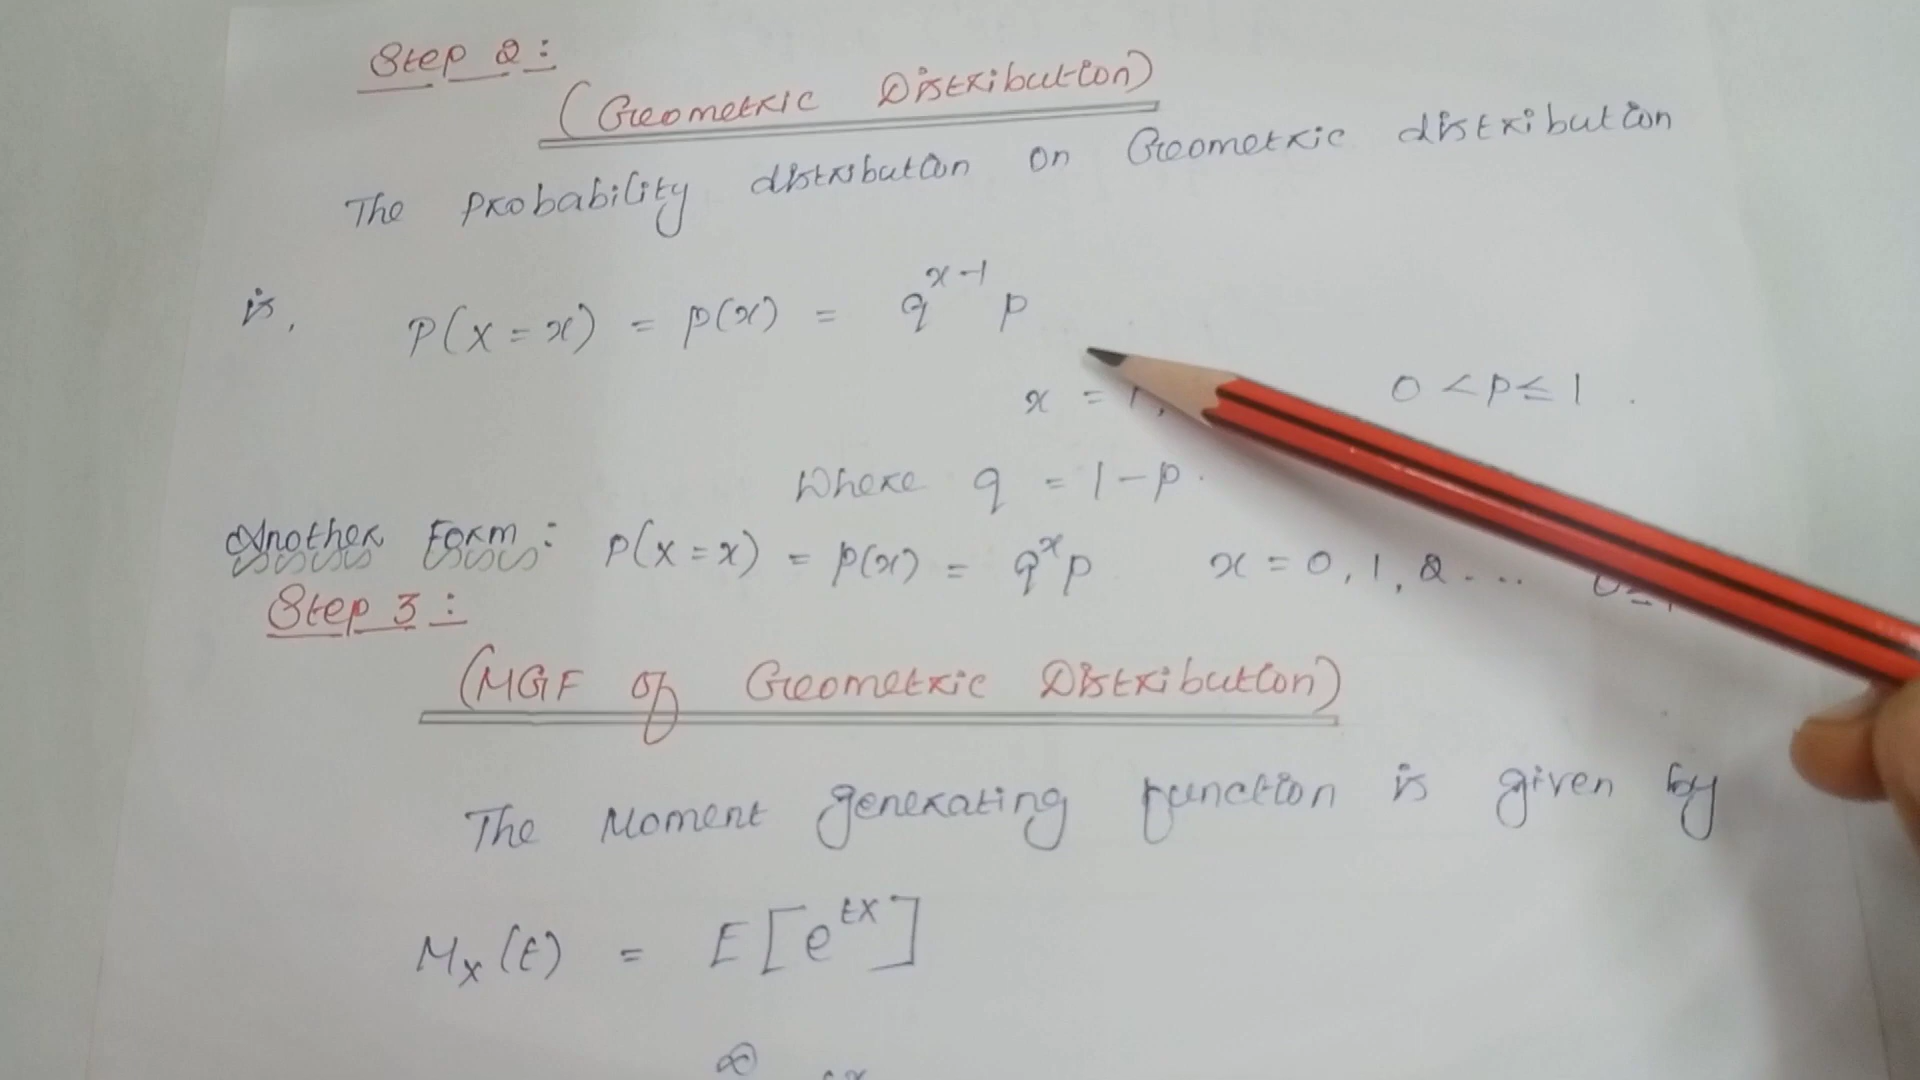 Step 2:
(Geometric Distribution)
The probability distribution on Geometric distribution
is, P(X = x) = p(x) = q^{x-1} p
x = 1, 0 < p ≤ 1.
Where q = 1 - p.
Another Form: P(X = x) = p(x) = q^x p x = 0, 1, 2 ...
Step 3:
(MGF of Geometric Distribution)
The Moment generating function is given by
M_X(t) = E[e^{tX}]
∞